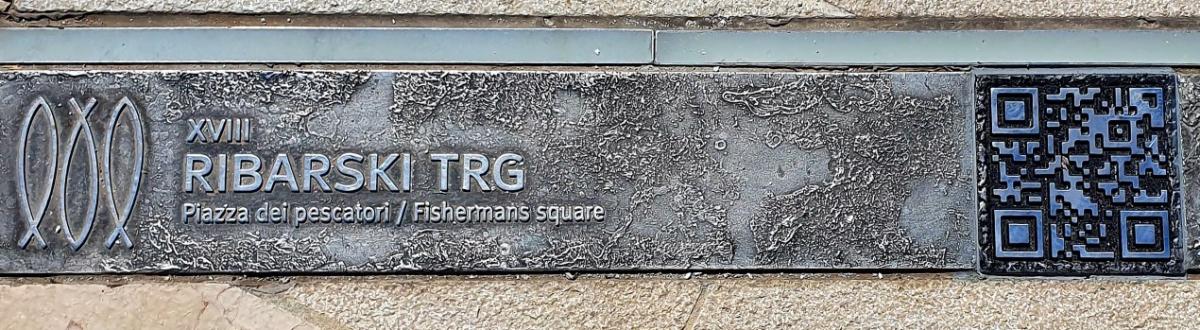 XVIII
RIBARSKI TRG
Piazza dei pescatori / Fishermans square